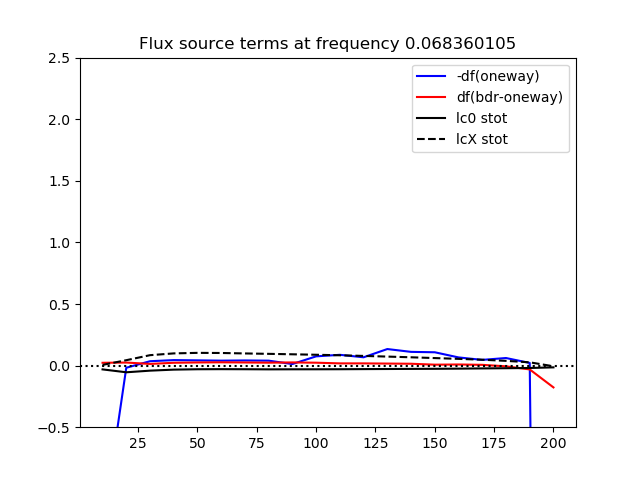 Flux source terms at frequency 0.068360105
-df(oneway)
df(bdr-oneway)
lc0 stot
lcX stot
2.5
2.0
1.5
1.0
0.5
0.0
−0.5
25 50 75 100 125 150 175 200